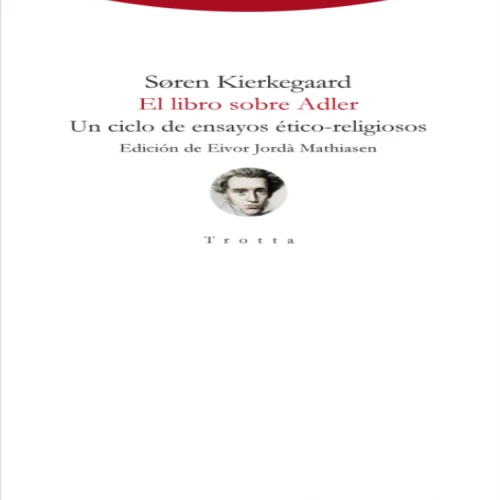 Søren Kierkegaard
El libro sobre Adler
Un ciclo de ensayos ético-religiosos
Edición de Eivor Jordà Mathiasen
Trotta